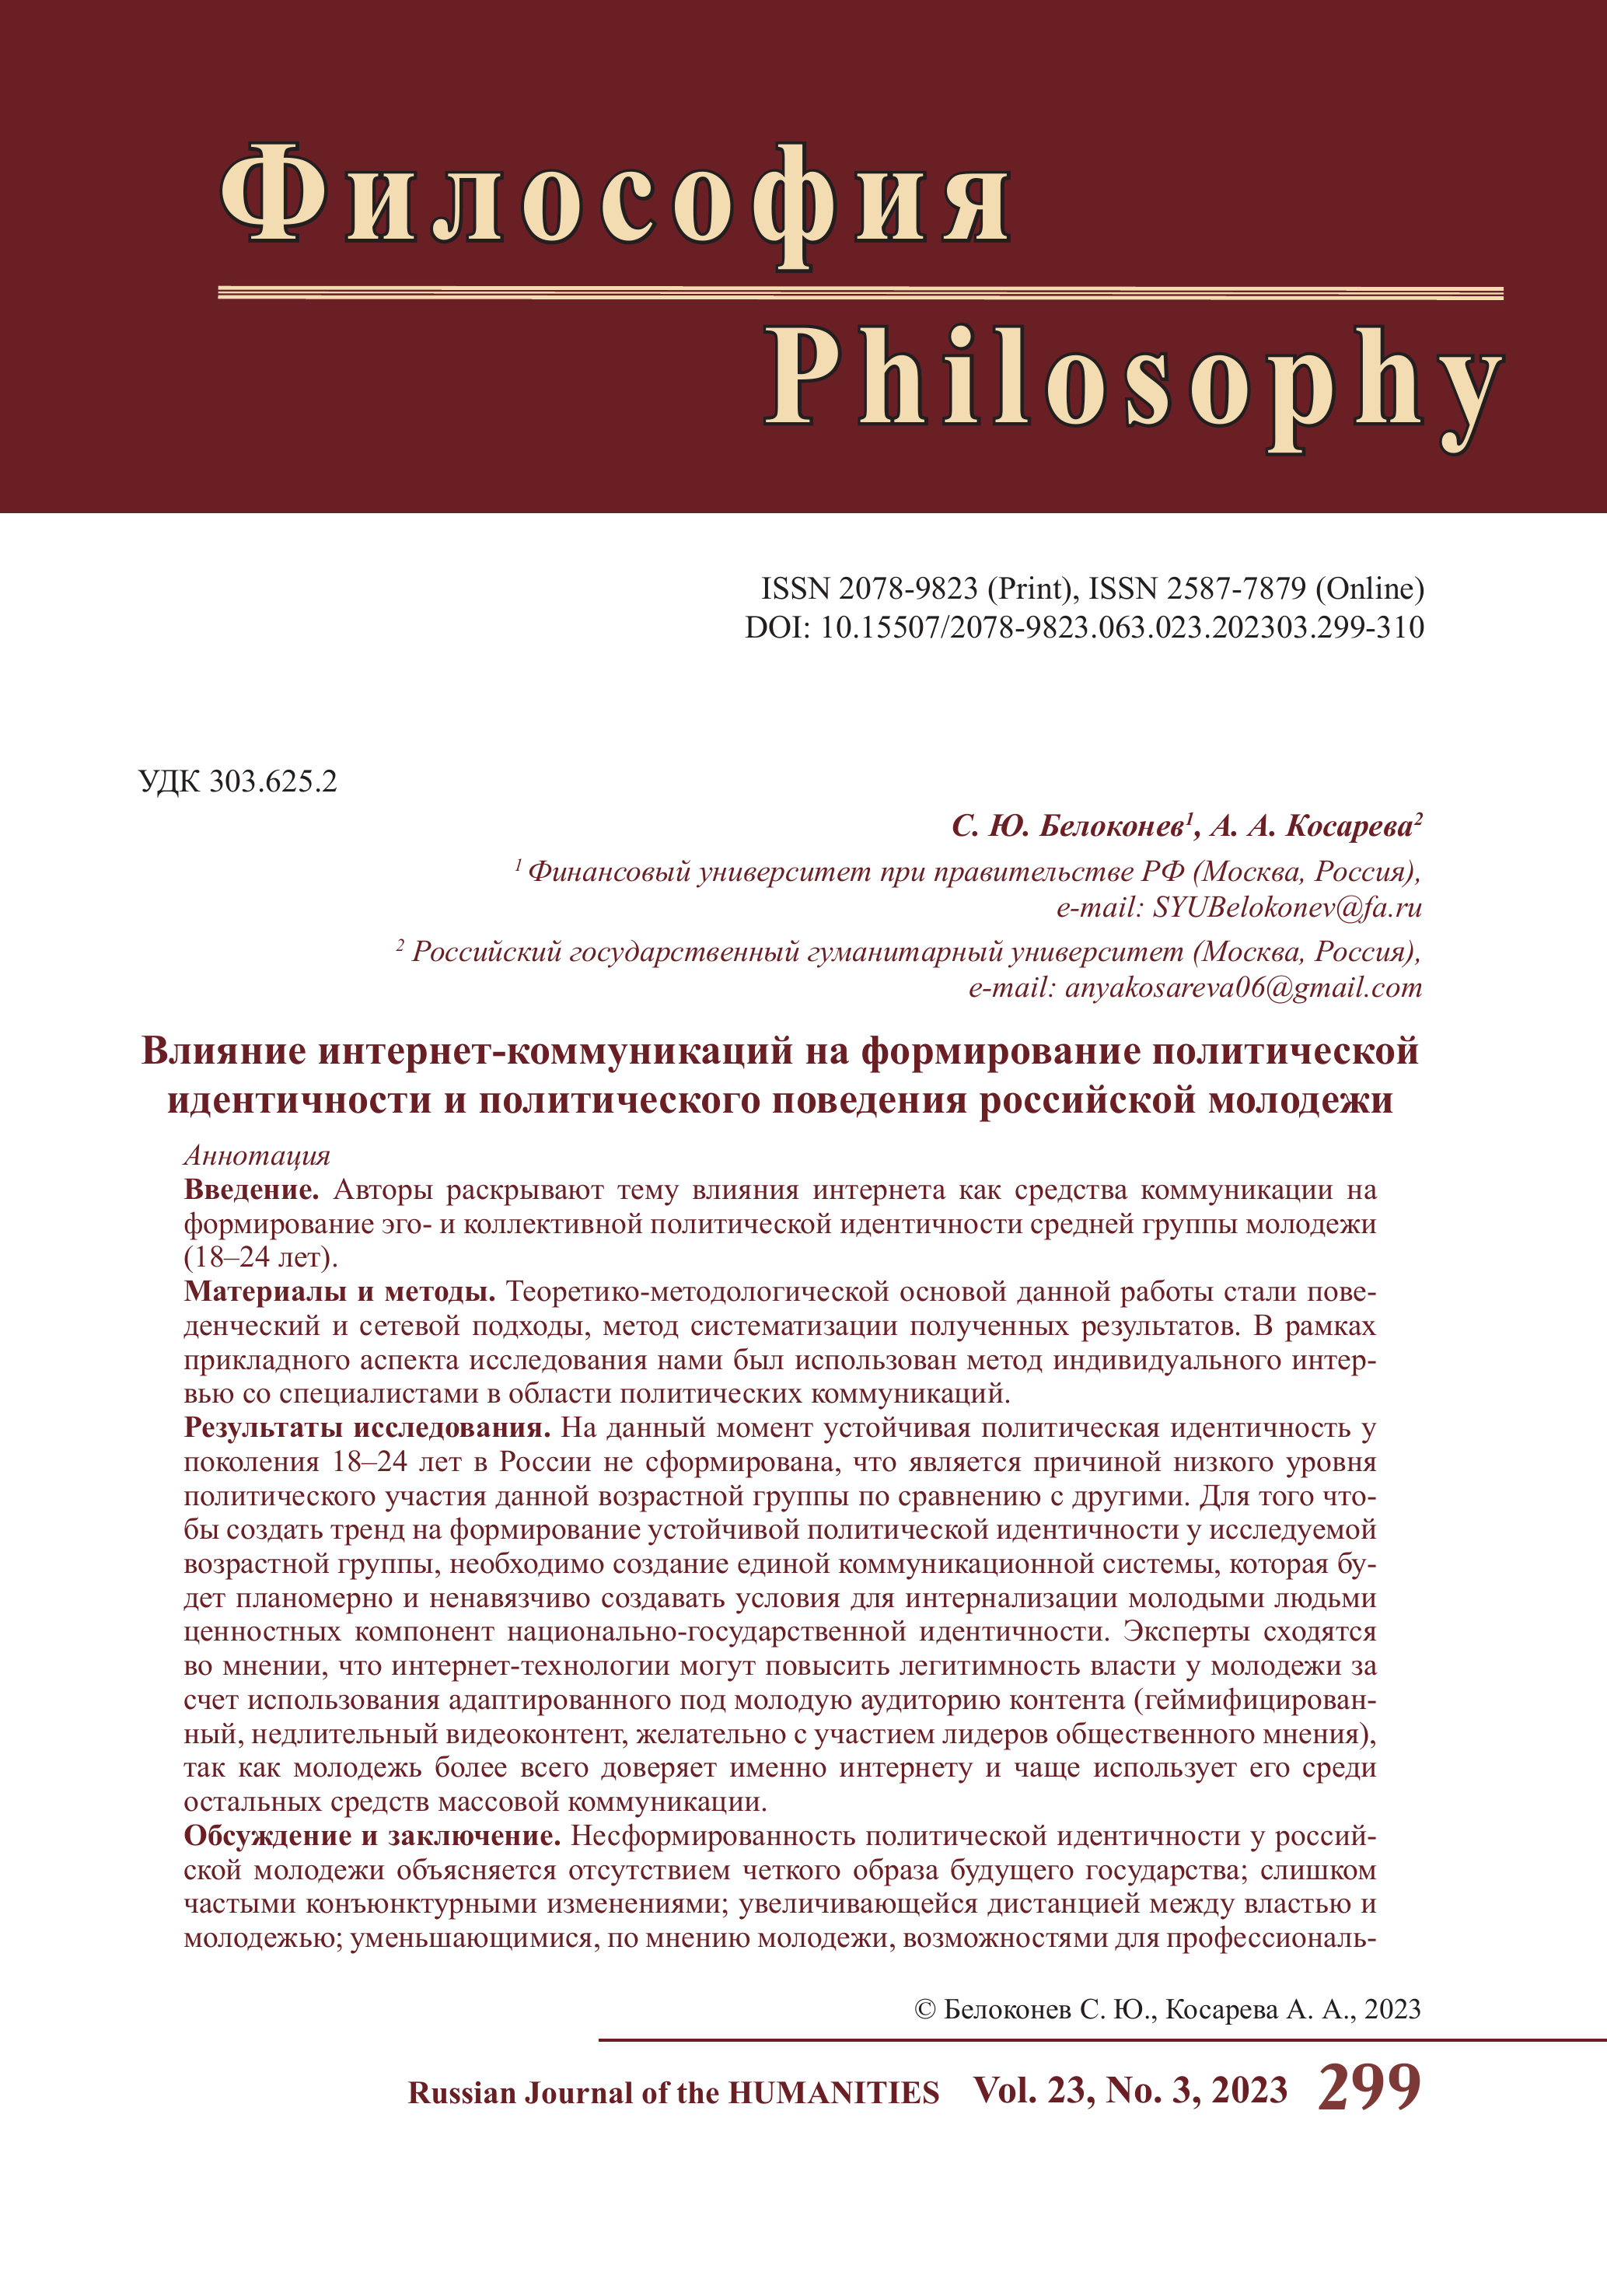 Философия
Philosophy
ISSN 2078-9823 (Print), ISSN 2587-7879 (Online)
DOI: 10.15507/2078-9823.063.023.202303.299-310
УДК 303.625.2
С. Ю. Белоконев¹, А. А. Косарева²
¹ Финансовый университет при правительстве РФ (Москва, Россия),
e-mail: SYUBelokonev@fa.ru
² Российский государственный гуманитарный университет (Москва, Россия),
e-mail: anyakosareva06@gmail.com
Влияние интернет-коммуникаций на формирование политической
идентичности и политического поведения российской молодежи
Аннотация
Введение. Авторы раскрывают тему влияния интернета как средства коммуникации на
формирование эго- и коллективной политической идентичности средней группы молодежи
(18–24 лет).
Материалы и методы. Теоретико-методологической основой данной работы стали пове-
денческий и сетевой подходы, метод систематизации полученных результатов. В рамках
прикладного аспекта исследования нами был использован метод индивидуального интер-
вью со специалистами в области политических коммуникаций.
Результаты исследования. На данный момент устойчивая политическая идентичность у
поколения 18–24 лет в России не сформирована, что является причиной низкого уровня
политического участия данной возрастной группы по сравнению с другими. Для того что-
бы создать тренд на формирование устойчивой политической идентичности у исследуемой
возрастной группы, необходимо создание единой коммуникационной системы, которая бу-
дет планомерно и ненавязчиво создавать условия для интернализации молодыми людьми
ценностных компонент национально-государственной идентичности. Эксперты сходятся
во мнении, что интернет-технологии могут повысить легитимность власти у молодежи за
счет использования адаптированного под молодую аудиторию контента (геймифицирован-
ный, недлительный видеоконтент, желательно с участием лидеров общественного мнения),
так как молодежь более всего доверяет именно интернету и чаще использует его среди
остальных средств массовой коммуникации.
Обсуждение и заключение. Несформированность политической идентичности у россий-
ской молодежи объясняется отсутствием четкого образа будущего государства; слишком
частыми конъюнктурными изменениями; увеличивающейся дистанцией между властью и
молодежью; уменьшающимися, по мнению молодежи, возможностями для профессиональ-
© Белоконев С. Ю., Косарева А. А., 2023
Russian Journal of the HUMANITIES Vol. 23, No. 3, 2023 299